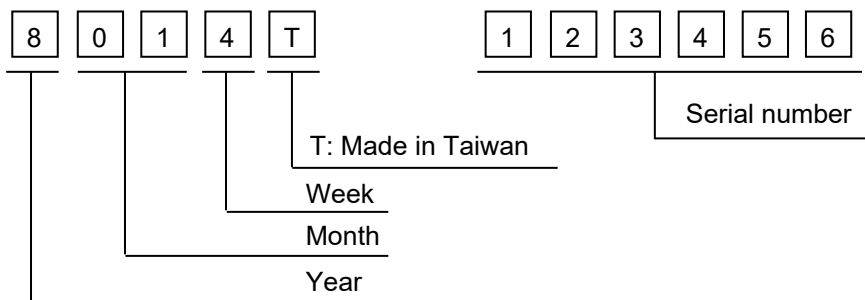 8 0 1 4 T 1 2 3 4 5 6
Serial number
T: Made in Taiwan
Week
Month
Year